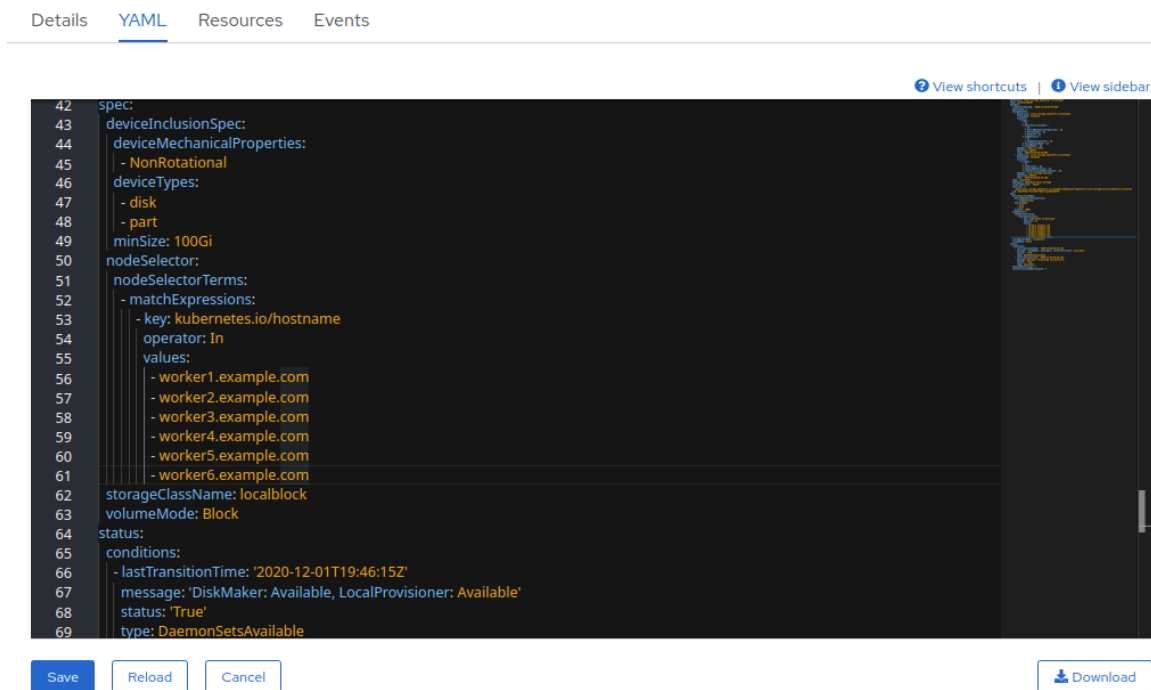 Details YAML Resources Events
View shortcuts | View sidebar
42 spec:
43 deviceInclusionSpec:
44 deviceMechanicalProperties:
45 - NonRotational
46 deviceTypes:
47 - disk
48 - part
49 minSize: 100Gi
50 nodeSelector:
51 nodeSelectorTerms:
52 - matchExpressions:
53 - key: kubernetes.io/hostname
54 operator: In
55 values:
56 - worker1.example.com
57 - worker2.example.com
58 - worker3.example.com
59 - worker4.example.com
60 - worker5.example.com
61 - worker6.example.com
62 storageClassName: localblock
63 volumeMode: Block
64 status:
65 conditions:
66 - lastTransitionTime: '2020-12-01T19:46:15Z'
67 message: 'DiskMaker: Available, LocalProvisioner: Available'
68 status: 'True'
69 type: DaemonSetsAvailable
Save Reload Cancel Download